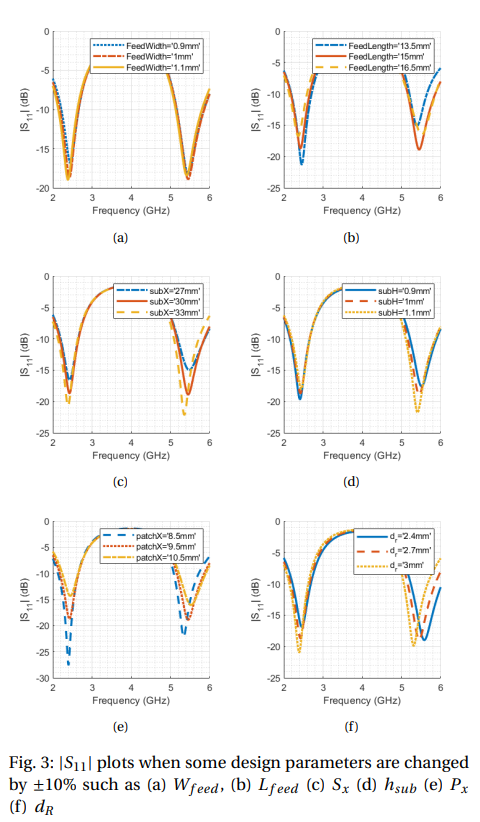 0
-5
-10
-15
-20
|S11| (dB)
2 3 4 5 6
Frequency (GHz)
FeedWidth='0.9mm'
FeedWidth='1mm'
FeedWidth='1.1mm'
(a)
0
-5
-10
-15
-20
-25
|S11| (dB)
2 3 4 5 6
Frequency (GHz)
FeedLength='13.5mm'
FeedLength='15mm'
FeedLength='16.5mm'
(b)
0
-5
-10
-15
-20
-25
|S11| (dB)
2 3 4 5 6
Frequency (GHz)
subX='27mm'
subX='30mm'
subX='33mm'
(c)
0
-5
-10
-15
-20
-25
|S11| (dB)
2 3 4 5 6
Frequency (GHz)
subH='0.9mm'
subH='1mm'
subH='1.1mm'
(d)
0
-5
-10
-15
-20
-25
-30
|S11| (dB)
2 3 4 5 6
Frequency (GHz)
patchX='8.5mm'
patchX='9.5mm'
patchX='10.5mm'
(e)
0
-5
-10
-15
-20
-25
|S11| (dB)
2 3 4 5 6
Frequency (GHz)
dr='2.4mm'
dr='2.7mm'
dr='3mm'
(f)
Fig. 3: |S11| plots when some design parameters are changed
by ±10% such as (a) Wfeed, (b) Lfeed (c) Sx (d) hsub (e) Px
(f) dR